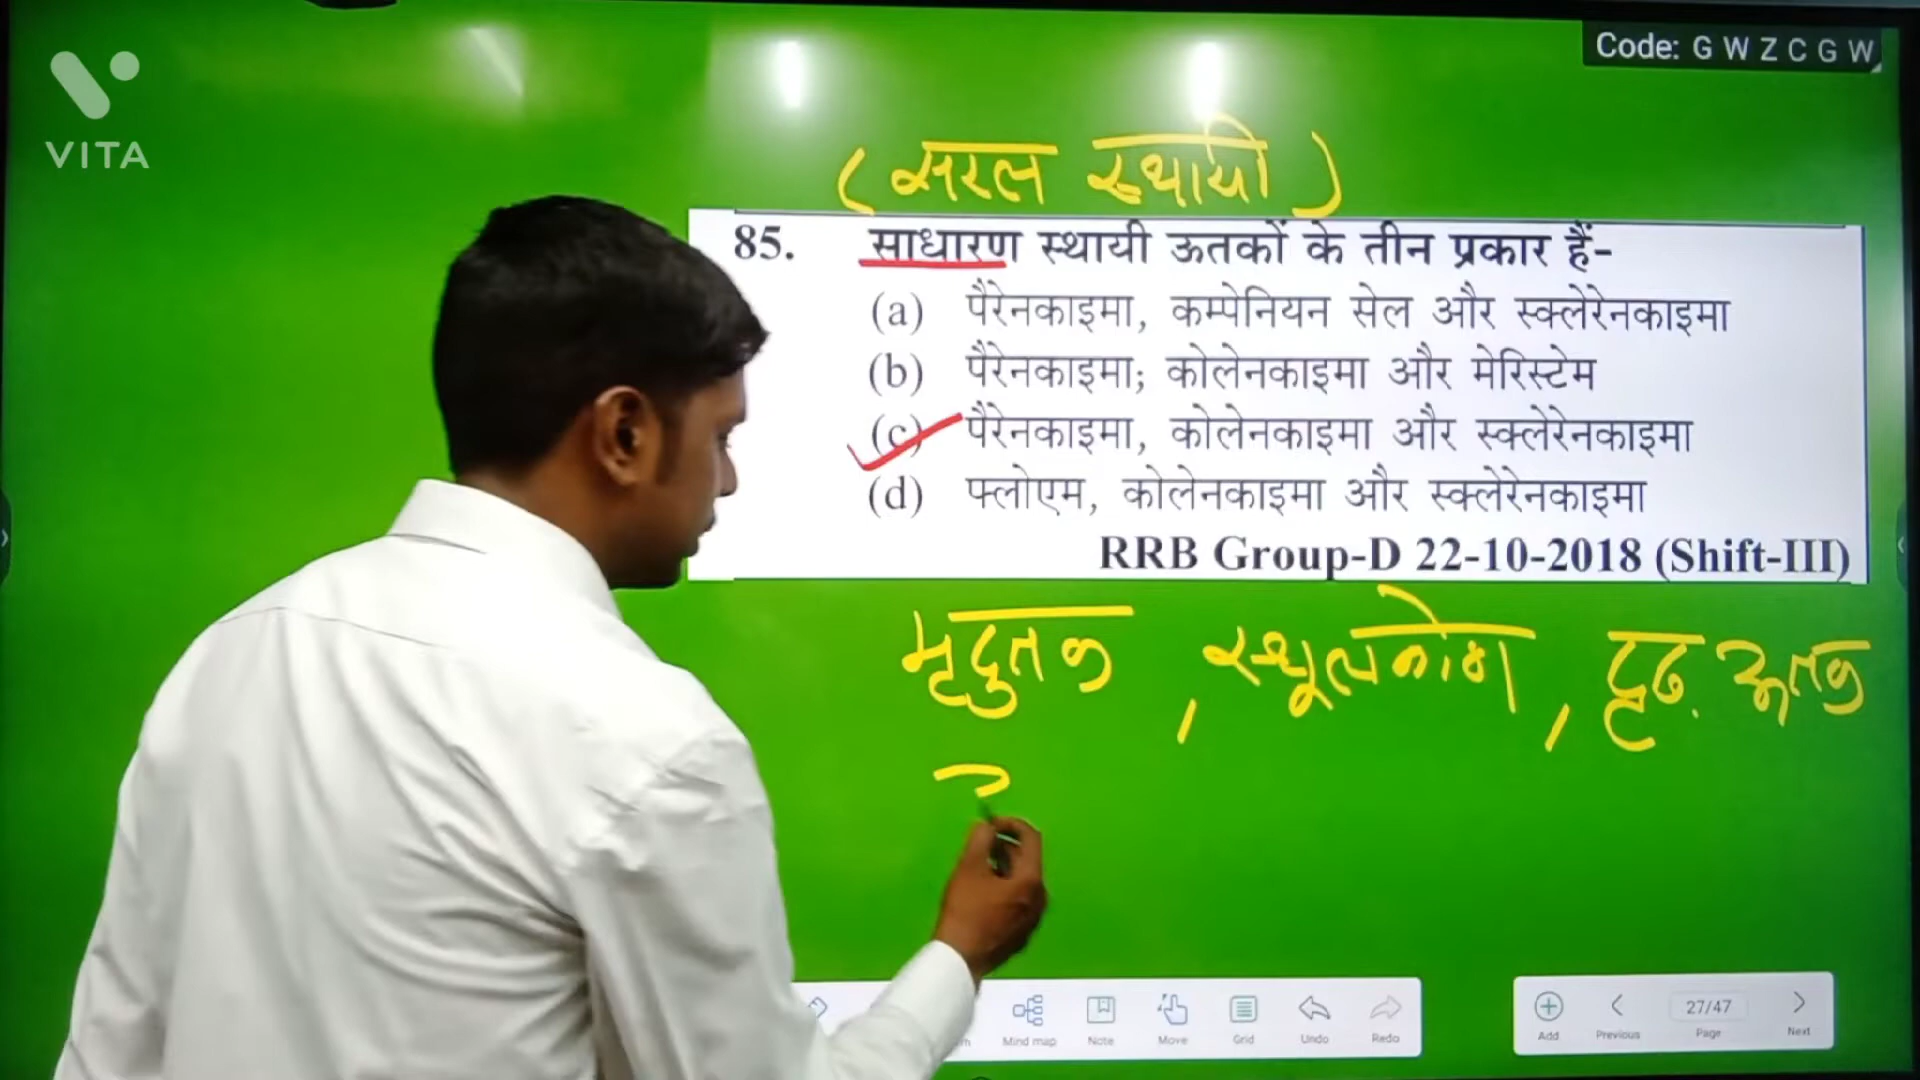 Code: G W Z C G W
VITA
(सरल स्थायी)
85. साधारण स्थायी ऊतकों के तीन प्रकार हैं-
(a) पैरेनकाइमा, कम्पेनियन सेल और स्क्लेरेनकाइमा
(b) पैरेनकाइमा; कोलेनकाइमा और मेरिस्टेम
(c) पैरेनकाइमा, कोलेनकाइमा और स्क्लेरेनकाइमा
(d) फ्लोएम, कोलेनकाइमा और स्क्लेरेनकाइमा
RRB Group-D 22-10-2018 (Shift-III)
मृदुतक, स्थूलकोण, दृढ़ ऊतक
Mind map Note Move Grid Undo Redo
Add Previous 27/47 Page Next